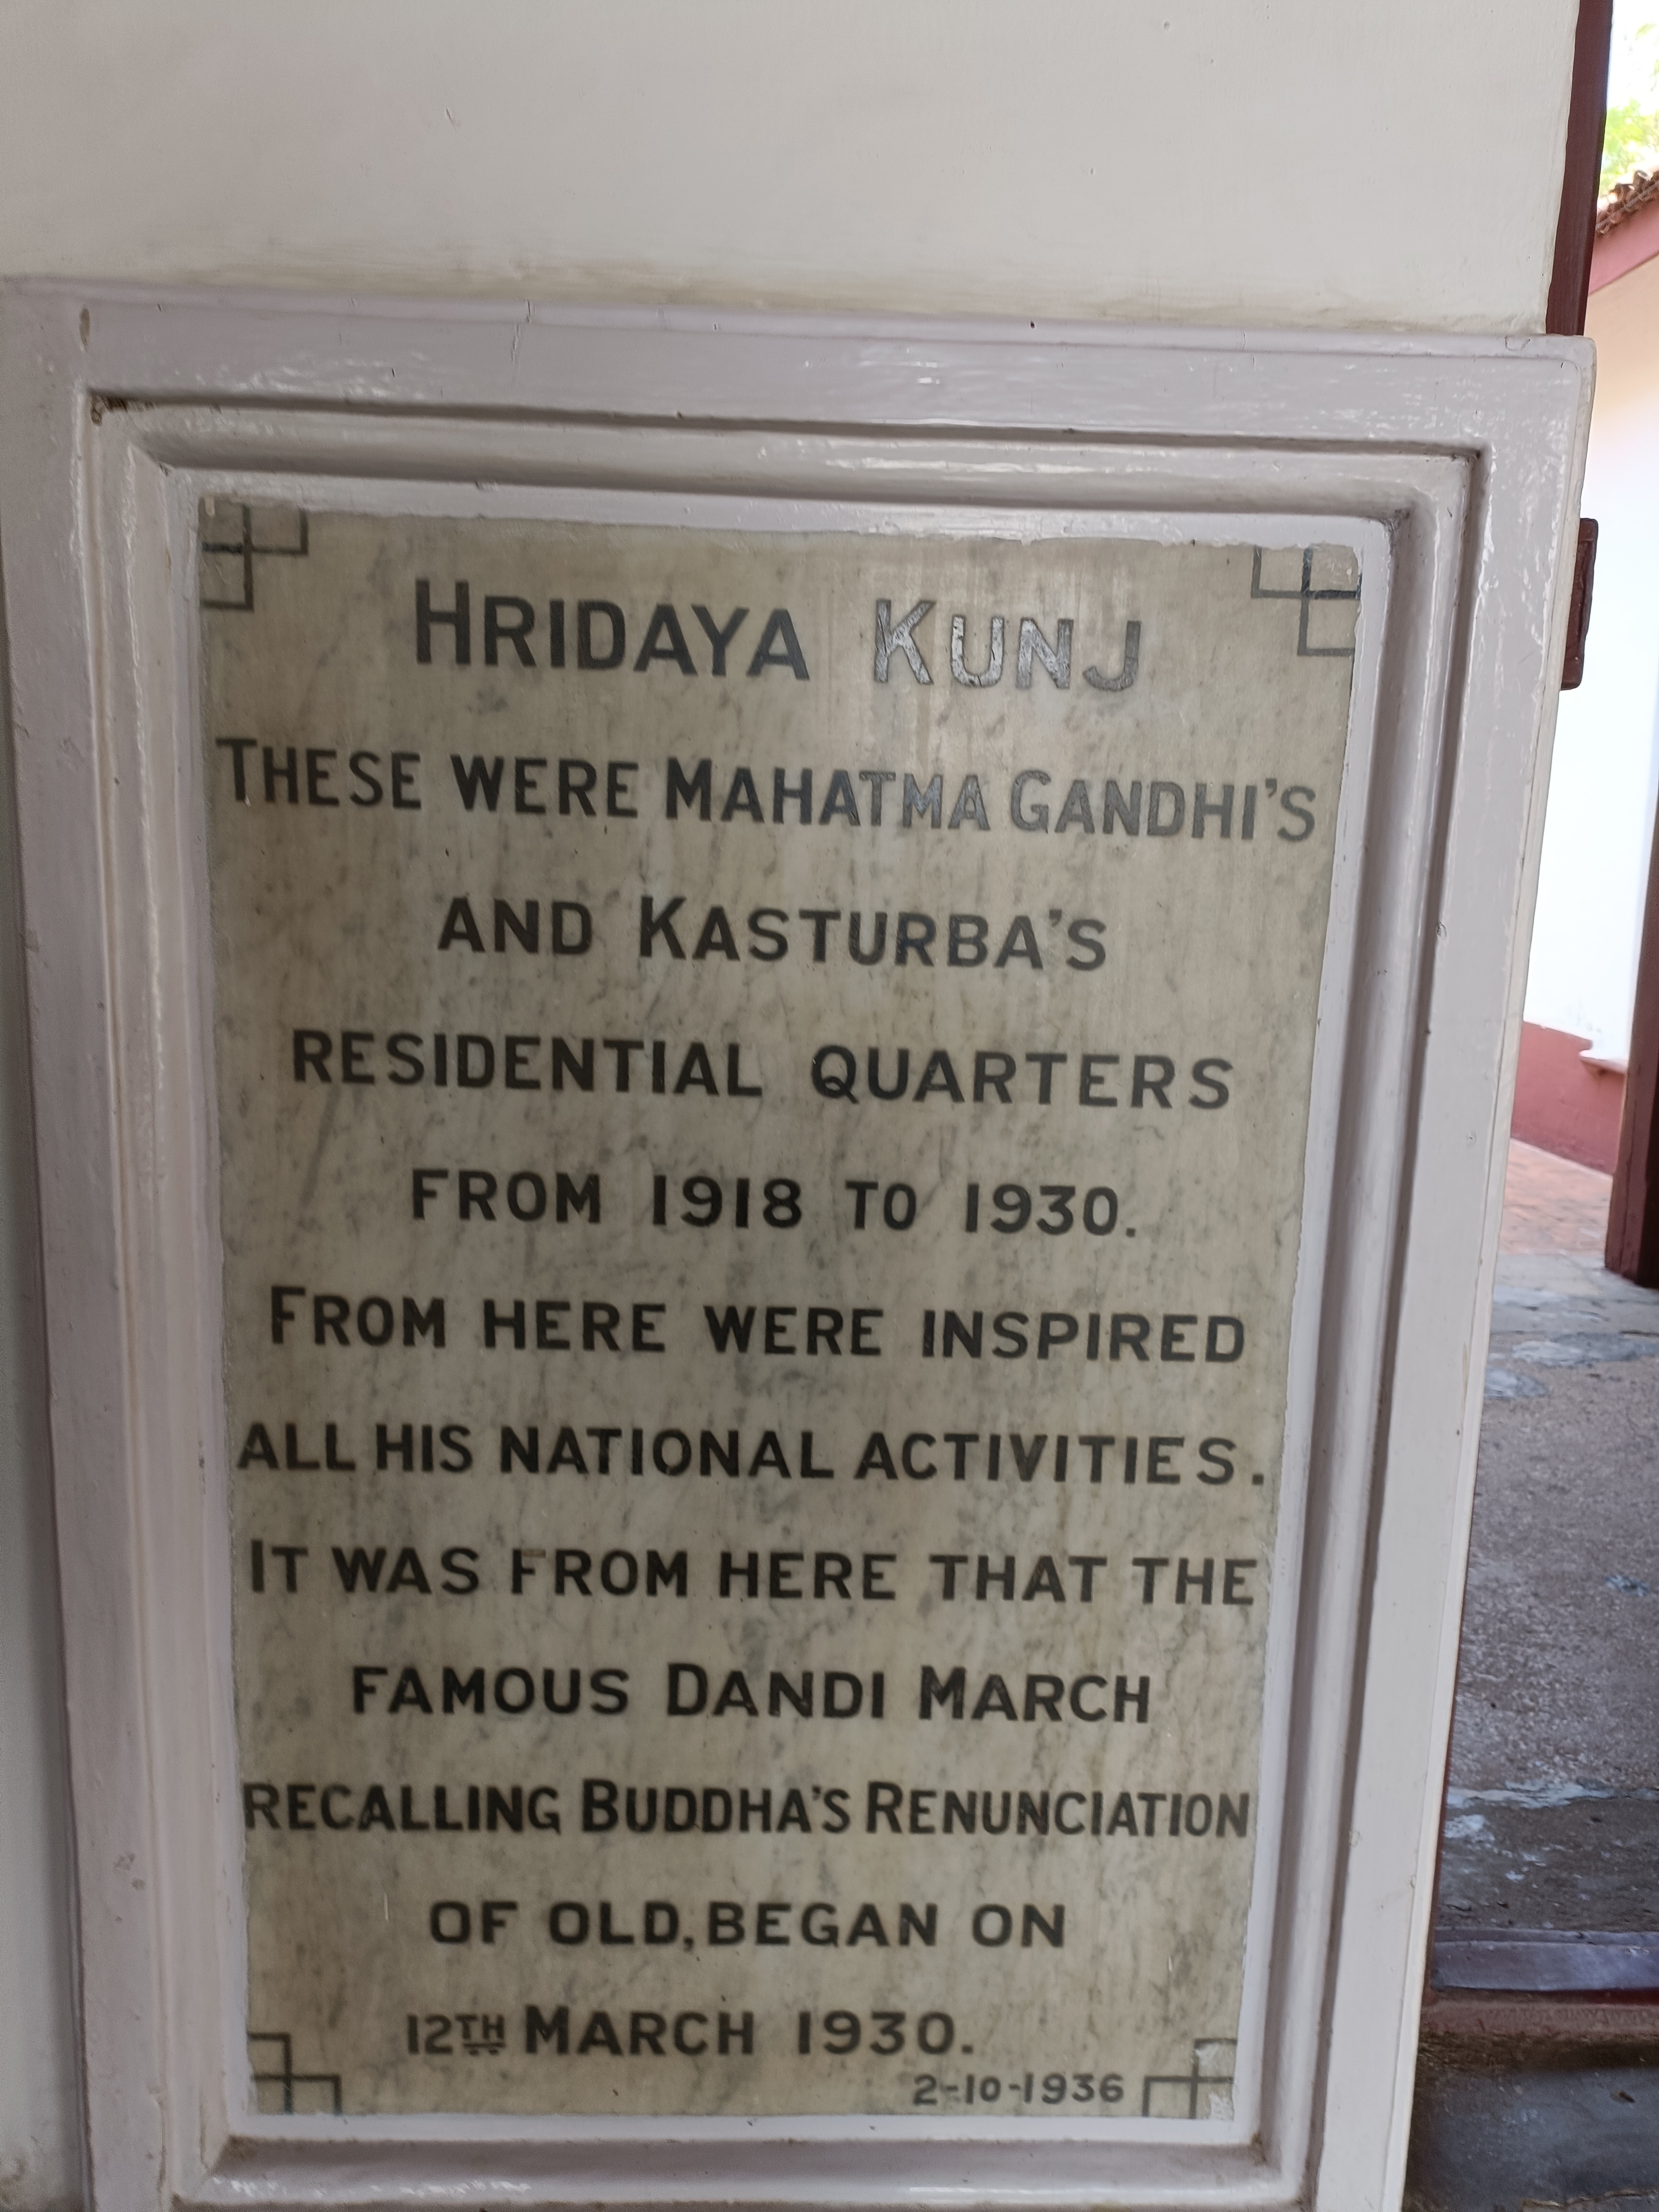 HRIDAYA KUNJ
THESE WERE MAHATMA GANDHI'S
AND KASTURBA'S
RESIDENTIAL QUARTERS
FROM 1918 TO 1930.
FROM HERE WERE INSPIRED
ALL HIS NATIONAL ACTIVITIES.
IT WAS FROM HERE THAT THE
FAMOUS DANDI MARCH
RECALLING BUDDHA'S RENUNCIATION
OF OLD, BEGAN ON
12TH MARCH 1930.
2-10-1936